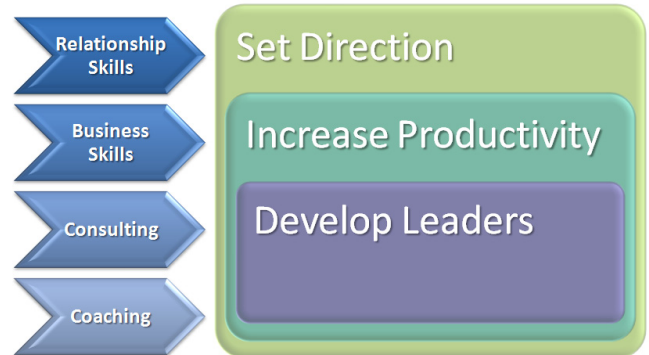 Relationship
Skills
Business
Skills
Consulting
Coaching
Set Direction
Increase Productivity
Develop Leaders